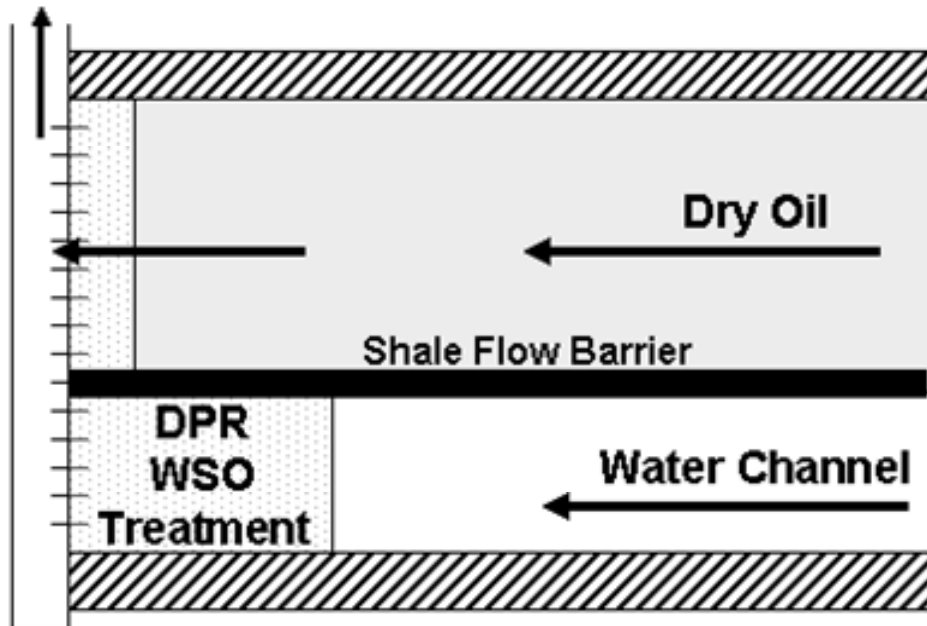 Dry Oil
Shale Flow Barrier
DPR
WSO
Treatment
Water Channel